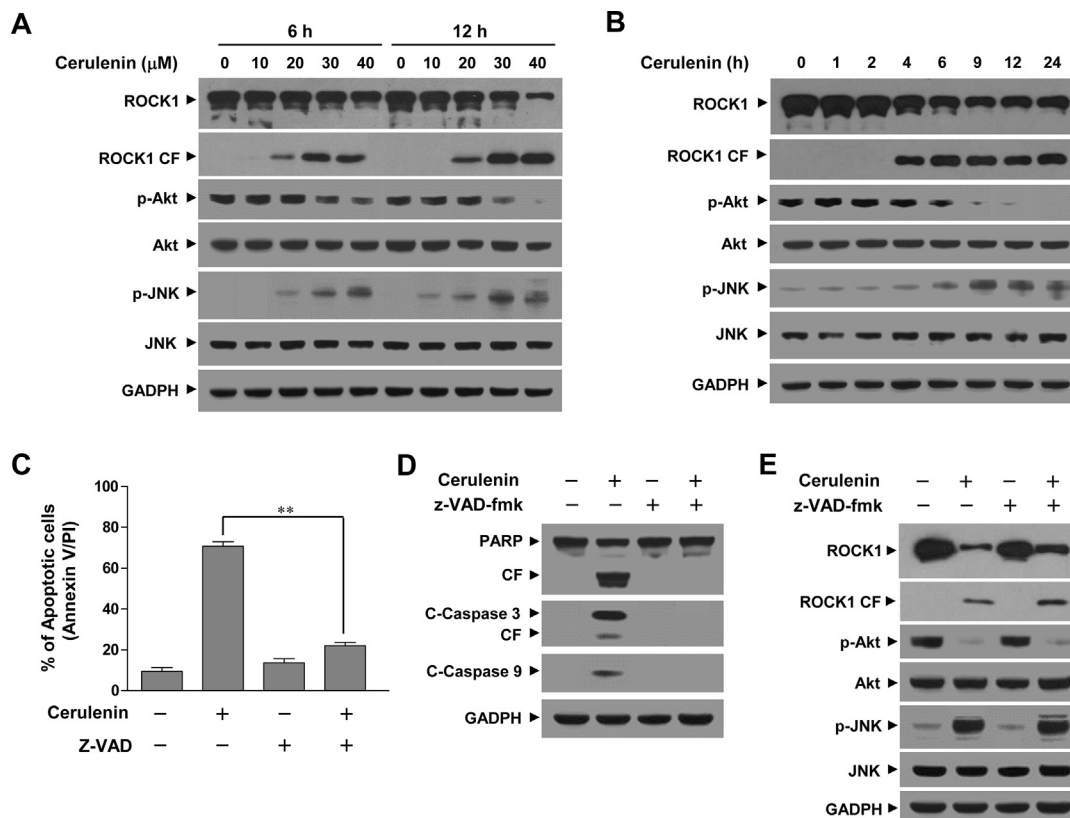 A
6 h 12 h
Cerulenin (μM) 0 10 20 30 40 0 10 20 30 40
ROCK1
ROCK1 CF
p-Akt
Akt
p-JNK
JNK
GADPH
B
Cerulenin (h) 0 1 2 4 6 9 12 24
ROCK1
ROCK1 CF
p-Akt
Akt
p-JNK
JNK
GADPH
C
% of Apoptotic cells
(Annexin V/PI)
100
80
60
40
20
0
**
Cerulenin − + − +
Z-VAD − − + +
D
Cerulenin − + − +
z-VAD-fmk − − + +
PARP
CF
C-Caspase 3
CF
C-Caspase 9
GADPH
E
Cerulenin − + − +
z-VAD-fmk − − + +
ROCK1
ROCK1 CF
p-Akt
Akt
p-JNK
JNK
GADPH